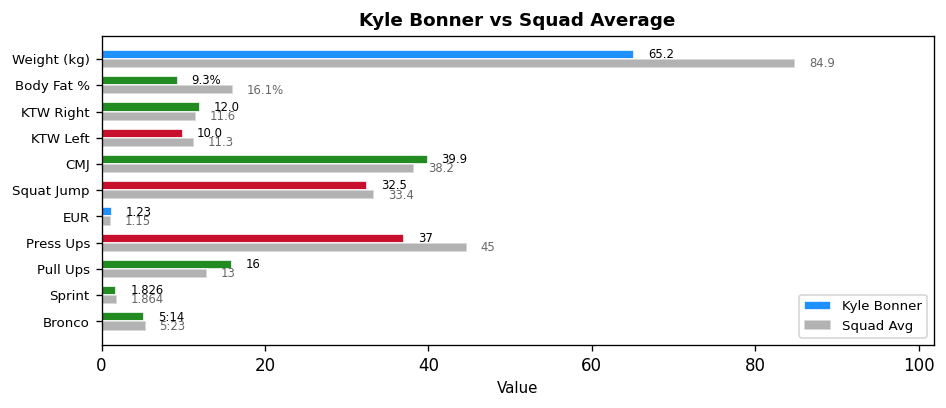 Kyle Bonner vs Squad Average
Weight (kg) 65.2
84.9
Body Fat % 9.3%
16.1%
KTW Right 12.0
11.6
KTW Left 10.0
11.3
CMJ 39.9
38.2
Squat Jump 32.5
33.4
EUR 1.23
1.15
Press Ups 37
45
Pull Ups 16
13
Sprint 1.826
1.864
Bronco 5:14
5:23
Kyle Bonner
Squad Avg
0 20 40 60 80 100
Value